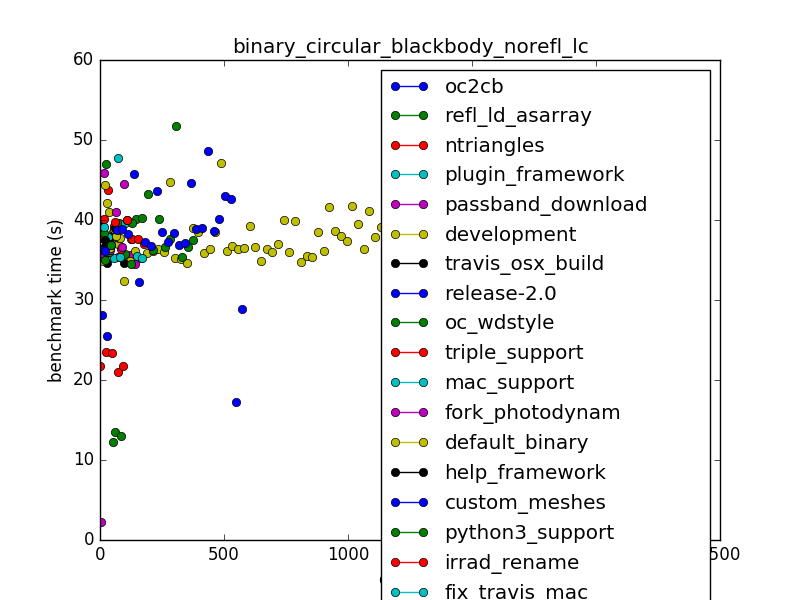 binary_circular_blackbody_norefl_lc
60
50
40
30
20
10
0
benchmark time (s)
0
500
1000
500
oc2cb
refl_ld_asarray
ntriangles
plugin_framework
passband_download
development
travis_osx_build
release-2.0
oc_wdstyle
triple_support
mac_support
fork_photodynam
default_binary
help_framework
custom_meshes
python3_support
irrad_rename
fix_travis_mac